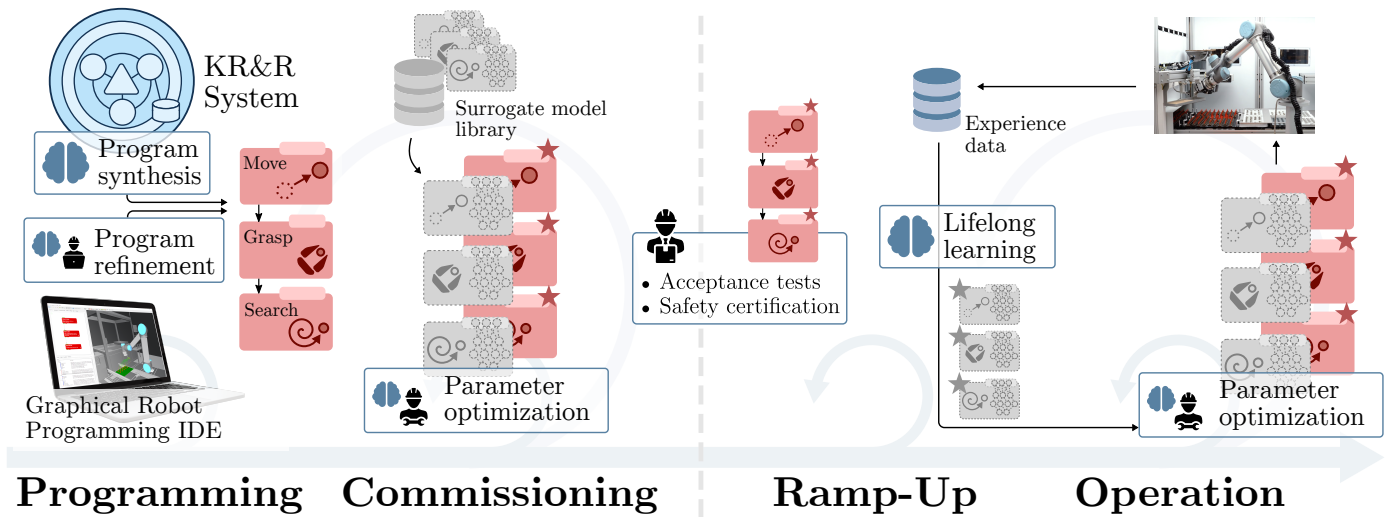 KR&R
System
Program
synthesis
Program
refinement
Move
Grasp
Search
Graphical Robot
Programming IDE
Surrogate model
library
Parameter
optimization
• Acceptance tests
• Safety certification
Experience
data
Lifelong
learning
Parameter
optimization
Programming
Commissioning
Ramp-Up
Operation